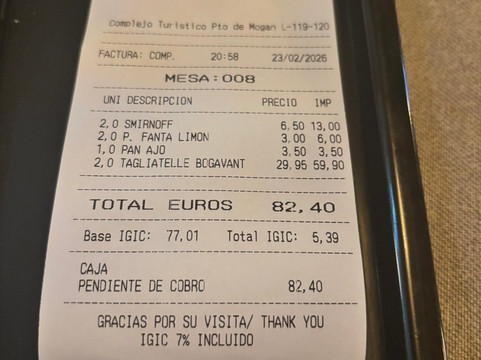 Complejo Turistico Pto de Mogan L-119-120
FACTURA: COMP. 20:58 23/02/2026
MESA:008
UNI DESCRIPCION PRECIO IMP
2,0 SMIRNOFF 6,50 13,00
2,0 P. FANTA LIMON 3,00 6,00
1,0 PAN AJO 3,50 3,50
2,0 TAGLIATELLE BOGAVANT 29,95 59,90
TOTAL EUROS 82,40
Base IGIC: 77,01 Total IGIC: 5,39
CAJA
PENDIENTE DE COBRO 82,40
GRACIAS POR SU VISITA/ THANK YOU
IGIC 7% INCLUIDO